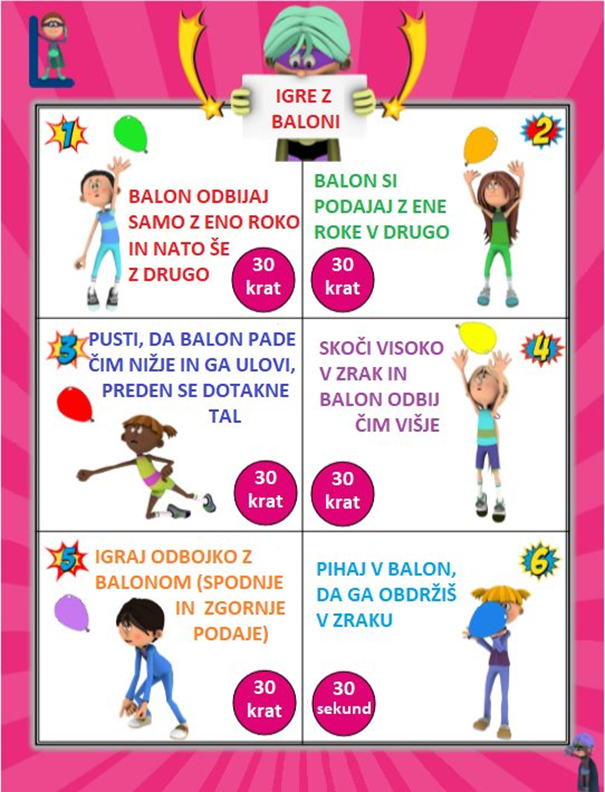 IGRE Z
BALONI
1
BALON ODBIJAJ
SAMO Z ENO ROKO
IN NATO ŠE
Z DRUGO
30
krat
2
BALON SI
PODAJAJ Z ENE
ROKE V DRUGO
30
krat
3
PUSTI, DA BALON PADE
ČIM NIŽJE IN GA ULOVI,
PREDEN SE DOTAKNE
TAL
30
krat
4
SKOČI VISOKO
V ZRAK IN
BALON ODBIJ
ČIM VIŠJE
30
krat
5
IGRAJ ODBOJKO Z
BALONOM (SPODNJE
IN ZGORNJE
PODAJE)
30
krat
6
PIHAJ V BALON,
DA GA OBDRŽIŠ
V ZRAKU
30
sekund